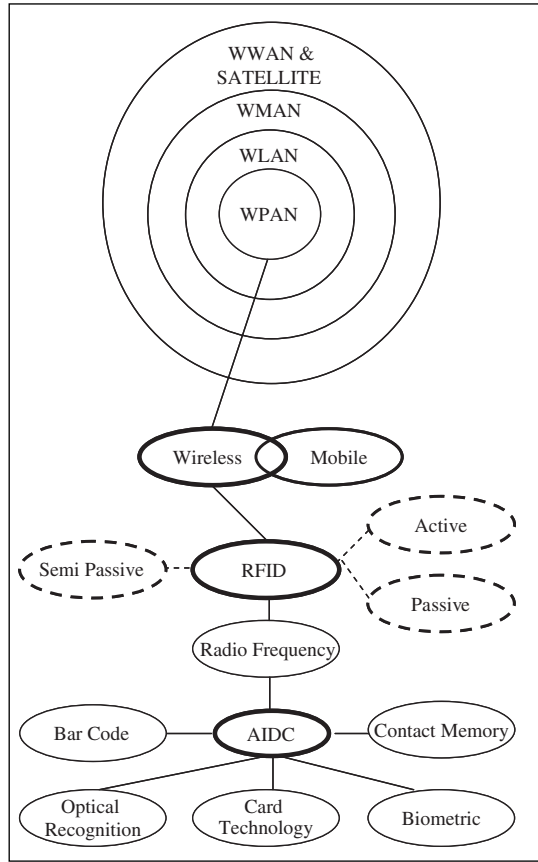 WWAN &
SATELLITE
WMAN
WLAN
WPAN
Wireless
Mobile
Active
Semi Passive
RFID
Passive
Radio Frequency
Bar Code
AIDC
Contact Memory
Optical
Recognition
Card
Technology
Biometric